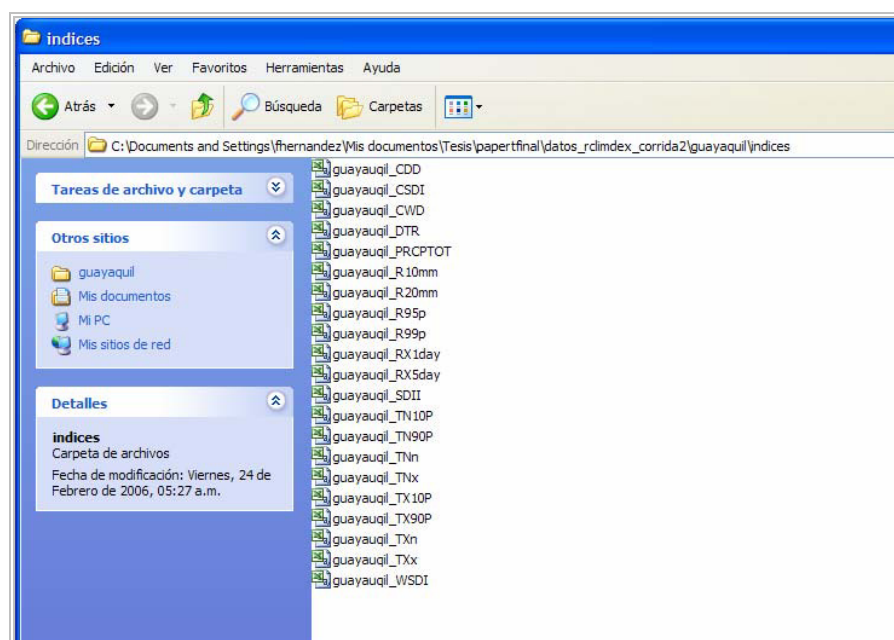 indices
Archivo Edición Ver Favoritos Herramientas Ayuda
Atrás Búsqueda Carpetas
Dirección C:\Documents and Settings\fhernandez\Mis documentos\Tesis\papertfinal\datos_rclimdex_corrida2\guayaquil\indices
Tareas de archivo y carpeta
Otros sitios
guayaquil
Mis documentos
Mi PC
Mis sitios de red
Detalles
indices
Carpeta de archivos
Fecha de modificación: Viernes, 24 de
Febrero de 2006, 05:27 a.m.
guayauqil_CDD
guayauqil_CSDI
guayauqil_CWD
guayauqil_DTR
guayauqil_PRCPTOT
guayauqil_R10mm
guayauqil_R20mm
guayauqil_R95p
guayauqil_R99p
guayauqil_RX1day
guayauqil_RX5day
guayauqil_SDII
guayauqil_TN10P
guayauqil_TN90P
guayauqil_TNn
guayauqil_TNx
guayauqil_TX10P
guayauqil_TX90P
guayauqil_TXn
guayauqil_TXx
guayauqil_WSDI